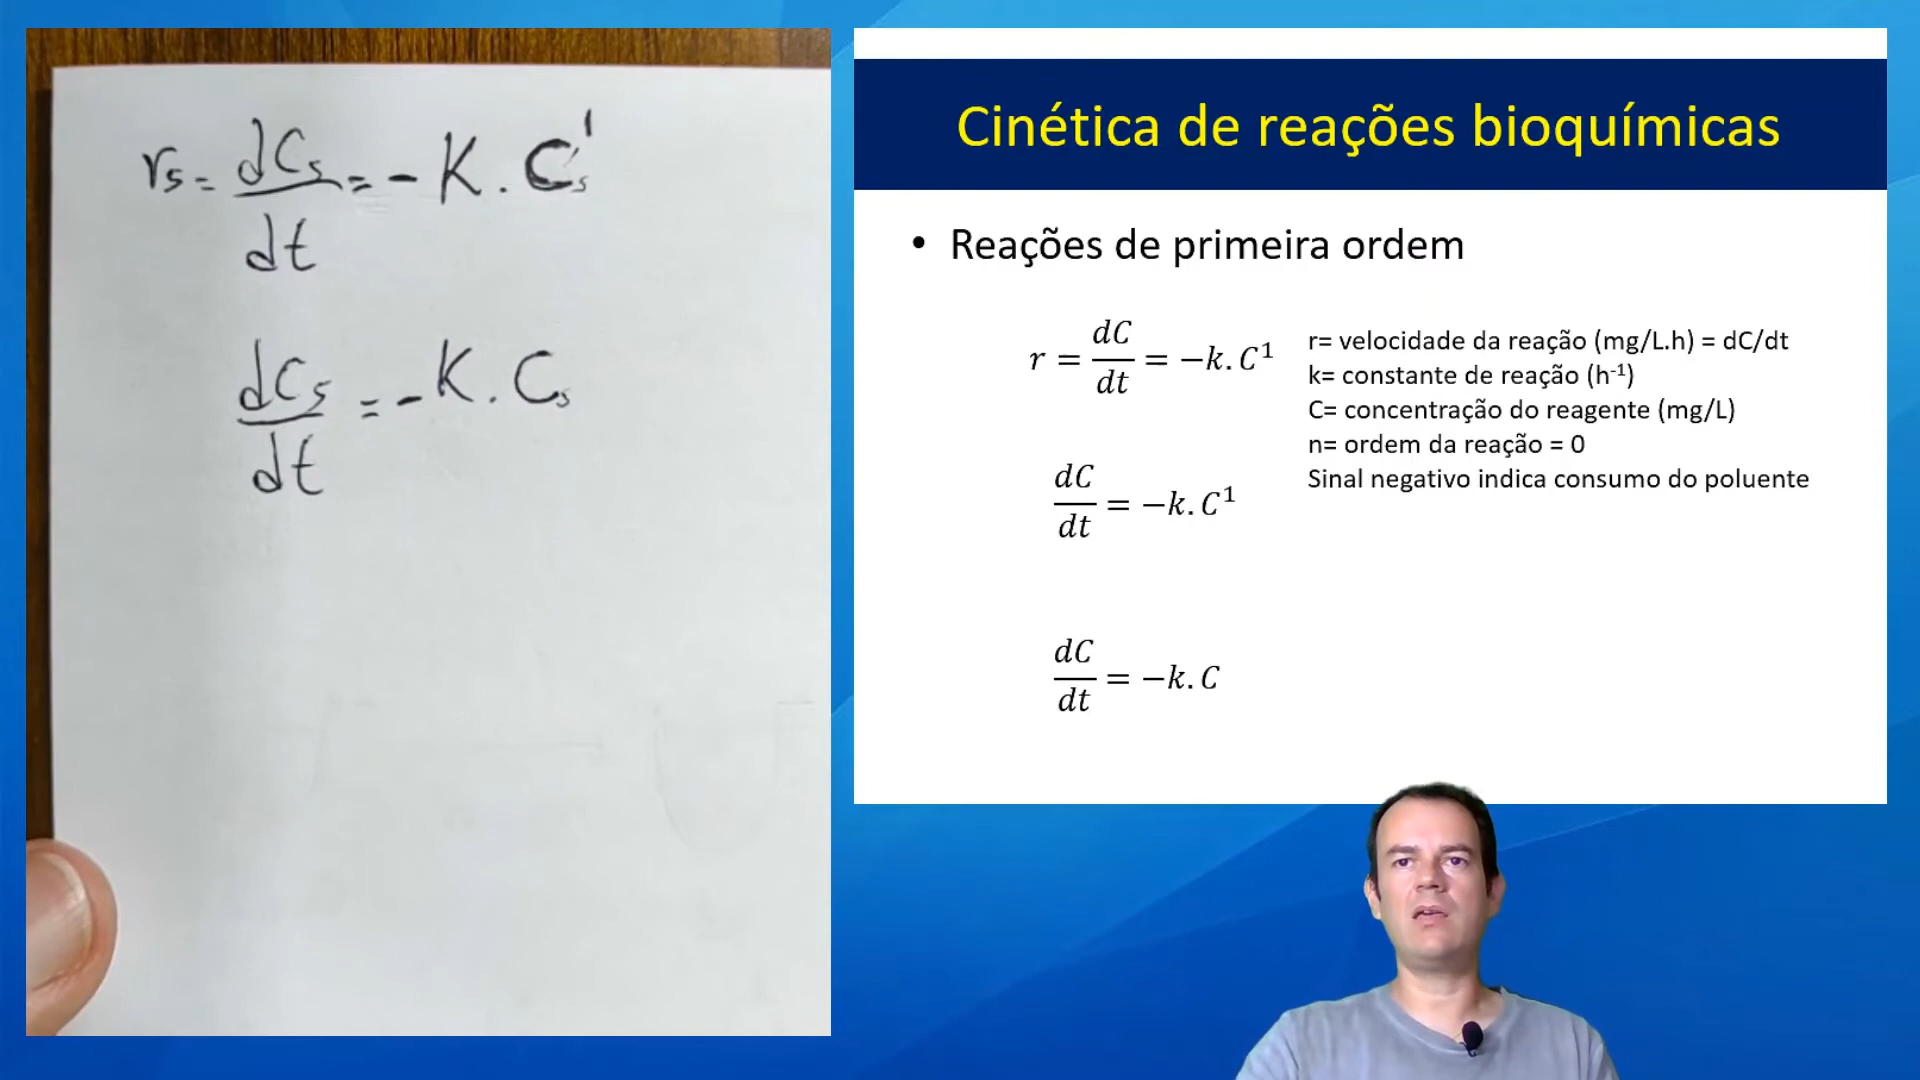 rs = dCs/dt = - K . Cs¹
dCs/dt = - K . Cs
Cinética de reações bioquímicas
• Reações de primeira ordem
r = dC/dt = −k. C¹
r= velocidade da reação (mg/L.h) = dC/dt
k= constante de reação (h⁻¹)
C= concentração do reagente (mg/L)
n= ordem da reação = 0
Sinal negativo indica consumo do poluente
dC/dt = −k. C¹
dC/dt = −k. C